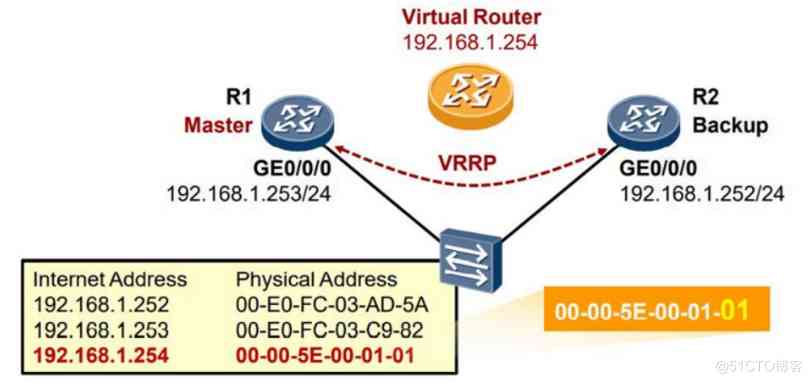 Virtual Router
192.168.1.254
R1
Master
GE0/0/0
192.168.1.253/24
VRRP
R2
Backup
GE0/0/0
192.168.1.252/24
Internet Address Physical Address
192.168.1.252 00-E0-FC-03-AD-5A
192.168.1.253 00-E0-FC-03-C9-82
192.168.1.254 00-00-5E-00-01-01
00-00-5E-00-01-01
@51CTO博客